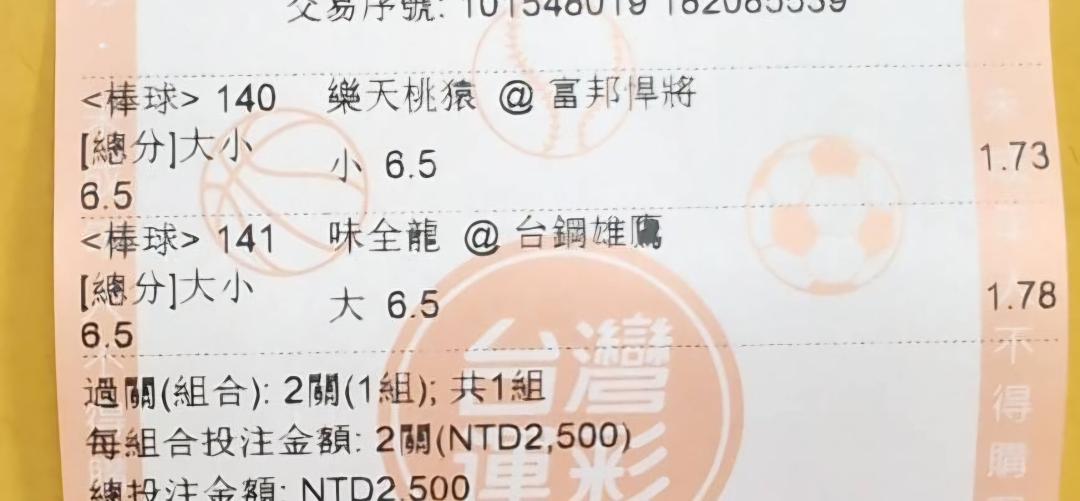 交易序號: 101548019 182085539
<棒球> 140 樂天桃猿 @ 富邦悍將
[總分]大小 小 6.5 1.73
6.5
<棒球> 141 味全龍 @ 台鋼雄鷹
[總分]大小 大 6.5 1.78
6.5
過關(組合): 2關(1組); 共1組
每組合投注金額: 2關(NTD2,500)
總投注金額: NTD2,500
台灣
運彩
不
得
購